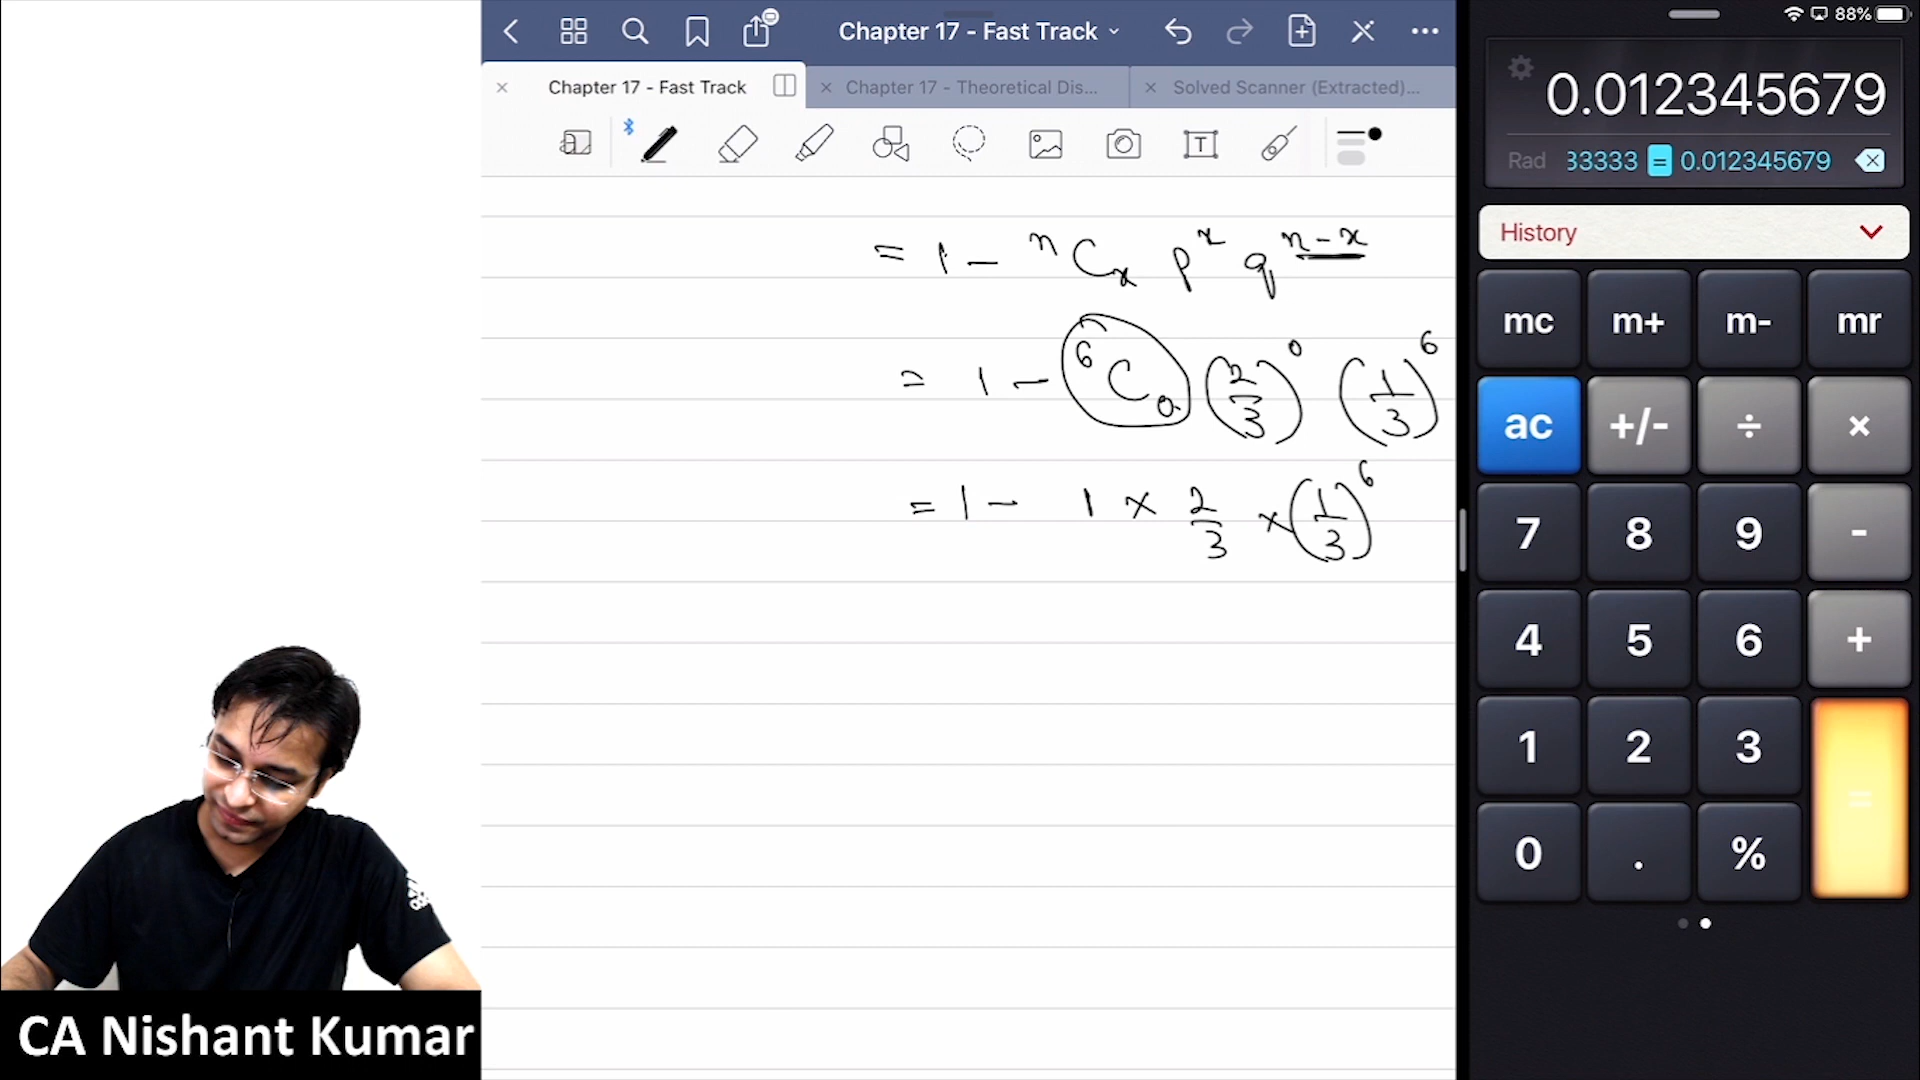 88%
Chapter 17 - Fast Track
Chapter 17 - Fast Track
Chapter 17 - Theoretical Dis...
Solved Scanner (Extracted)...
a
T
= 1 - ⁿCₓ pˣ qⁿ⁻ˣ
n
= 1 - ⁶C₀ (2/3)⁰ (1/3)⁶
= 1 - 1 × 2/3 × (1/3)⁶
CA Nishant Kumar
0.012345679
Rad 33333 = 0.012345679
History
mc m+ m- mr
ac +/- ÷ ×
7 8 9 -
4 5 6 +
1 2 3 =
0 . %